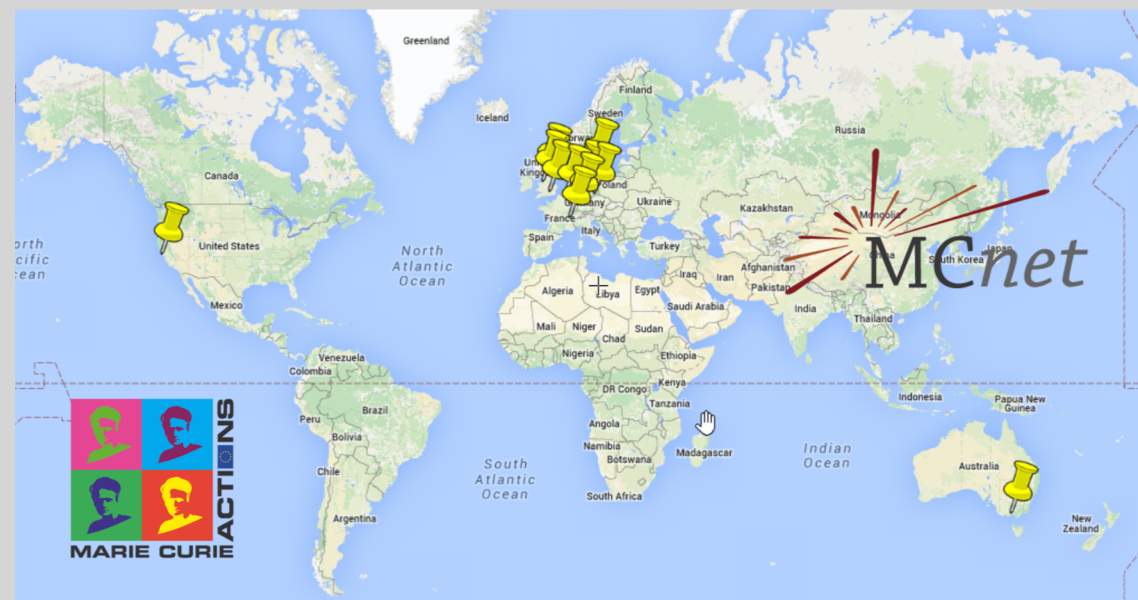 Greenland
Iceland
Finland
Sweden
Russia
Canada
Poland
Ukraine
Kazakhstan
Mongolia
France
Italy
Spain
Turkey
United States
North
Atlantic
Ocean
MCnet
South Korea
Japan
Iraq
Iran
Afghanistan
Pakistan
Algeria
Libya
Egypt
Saudi Arabia
India
Mexico
Mali
Niger
Chad
Sudan
Thailand
Nigeria
Ethiopia
Venezuela
Colombia
DR Congo
Kenya
Tanzania
Indonesia
Papua New
Guinea
Peru
Brazil
Bolivia
Angola
Namibia
Botswana
Madagascar
Indian
Ocean
South
Atlantic
Ocean
Chile
Argentina
South Africa
Australia
New
Zealand
ACTIONS
MARIE CURIE